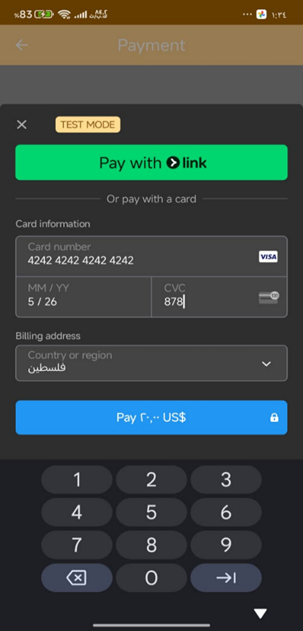 %83
١:٣٤
Payment
TEST MODE
Pay with link
Or pay with a card
Card information
Card number
4242 4242 4242 4242
VISA
MM / YY
CVC
5 / 26
878
Billing address
Country or region
فلسطين
Pay ٢٠,٠٠ US$
1 2 3
4 5 6
7 8 9
0